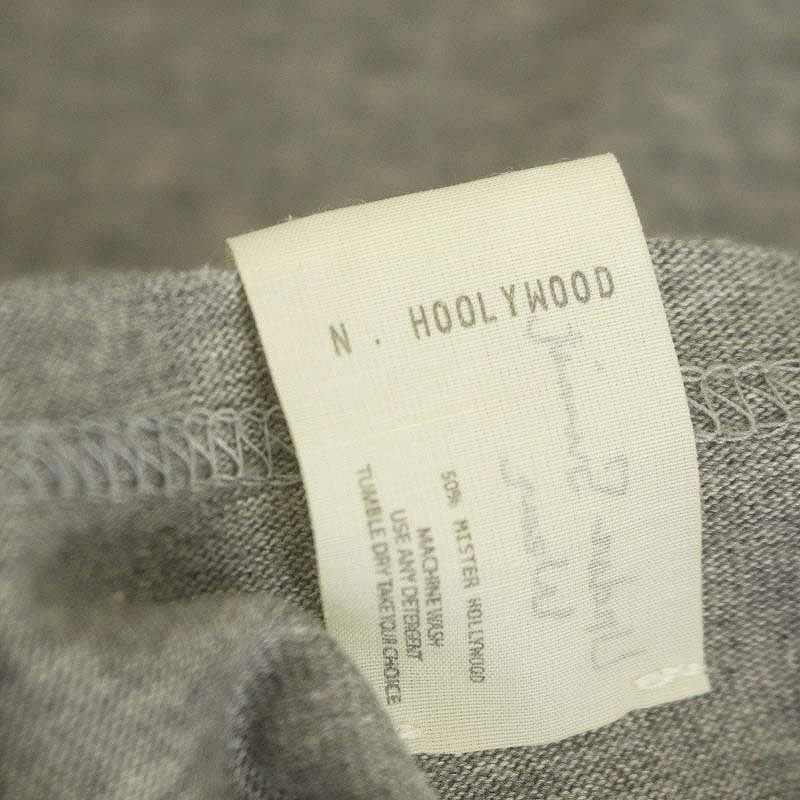 N. HOOLYWOOD
50% MISTER HOLLYWOOD
MACHINE WASH
USE ANY DETERGENT
TUMBLE DRY TAKE YOUR CHOICE